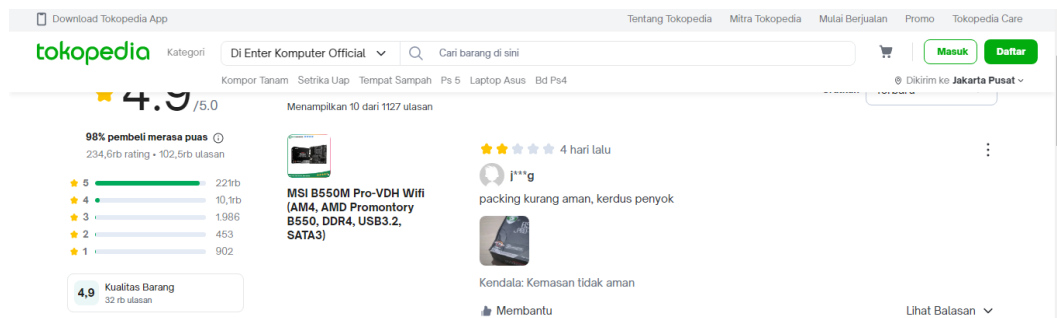 Download Tokopedia App
Tentang Tokopedia Mitra Tokopedia Mulai Berjualan Promo Tokopedia Care
tokopedia
Kategori
Di Enter Komputer Official
Cari barang di sini
Masuk
Daftar
Kompor Tanam Setrika Uap Tempat Sampah Ps 5 Laptop Asus Bd Ps4
Dikirim ke Jakarta Pusat
4.9/5.0
98% pembeli merasa puas
234,6rb rating • 102,5rb ulasan
5 221rb
4 10,1rb
3 1.986
2 453
1 902
4,9
Kualitas Barang
32 rb ulasan
Menampilkan 10 dari 1127 ulasan
Terbaru
MSI B550M Pro-VDH Wifi
(AM4, AMD Promontory
B550, DDR4, USB3.2,
SATA3)
4 hari lalu
j***g
packing kurang aman, kerdus penyok
Kendala: Kemasan tidak aman
Membantu
Lihat Balasan